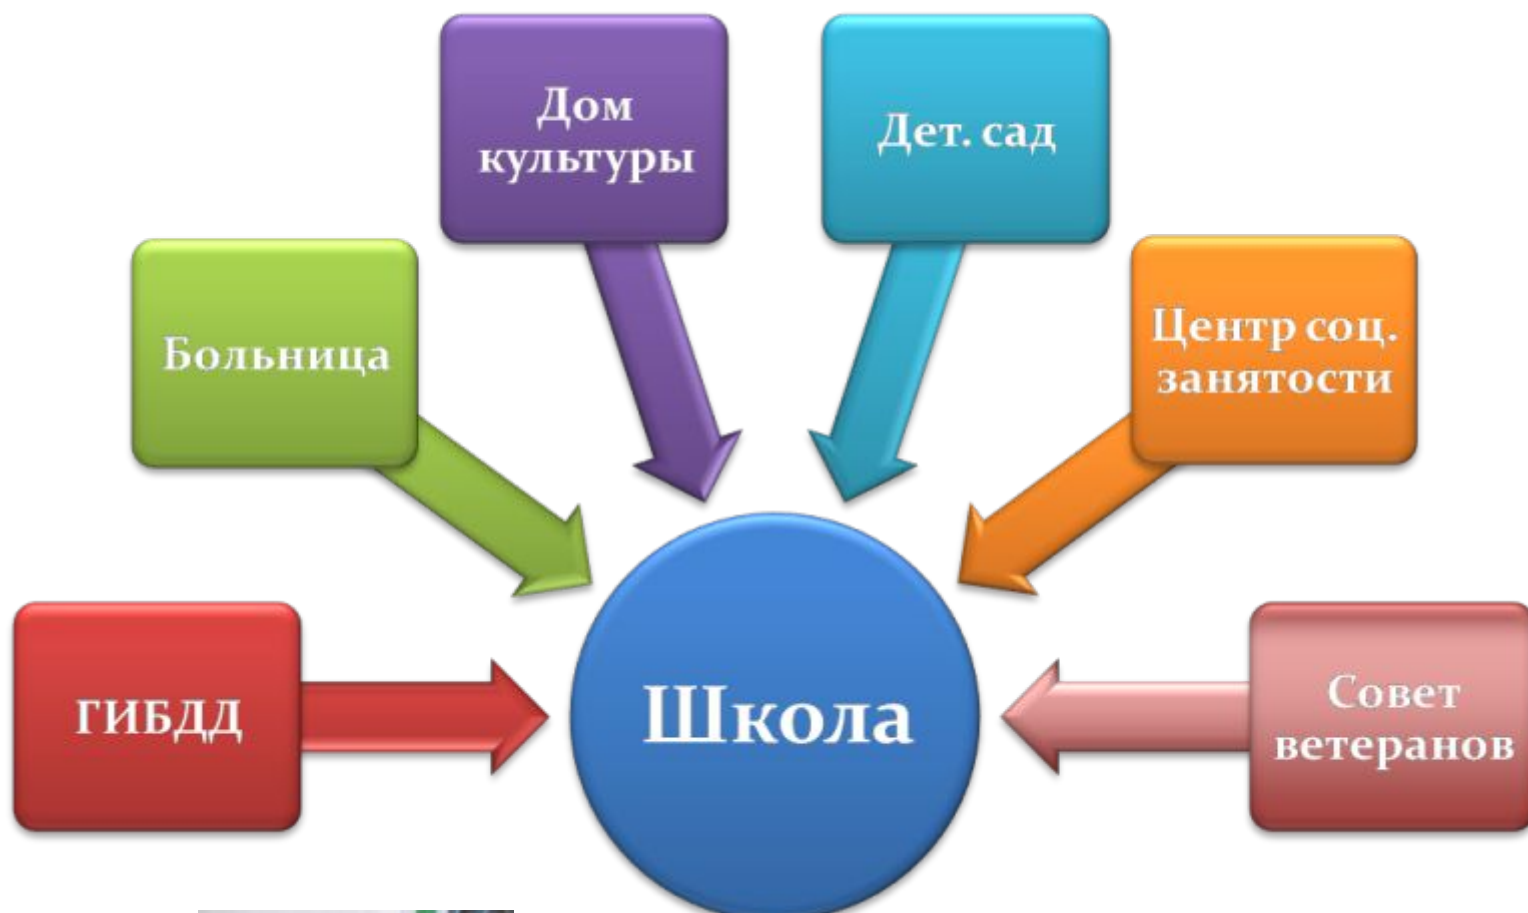 Дом
культуры
Дет. сад
Больница
Центр соц.
занятости
ГИБДД
Школа
Совет
ветеранов